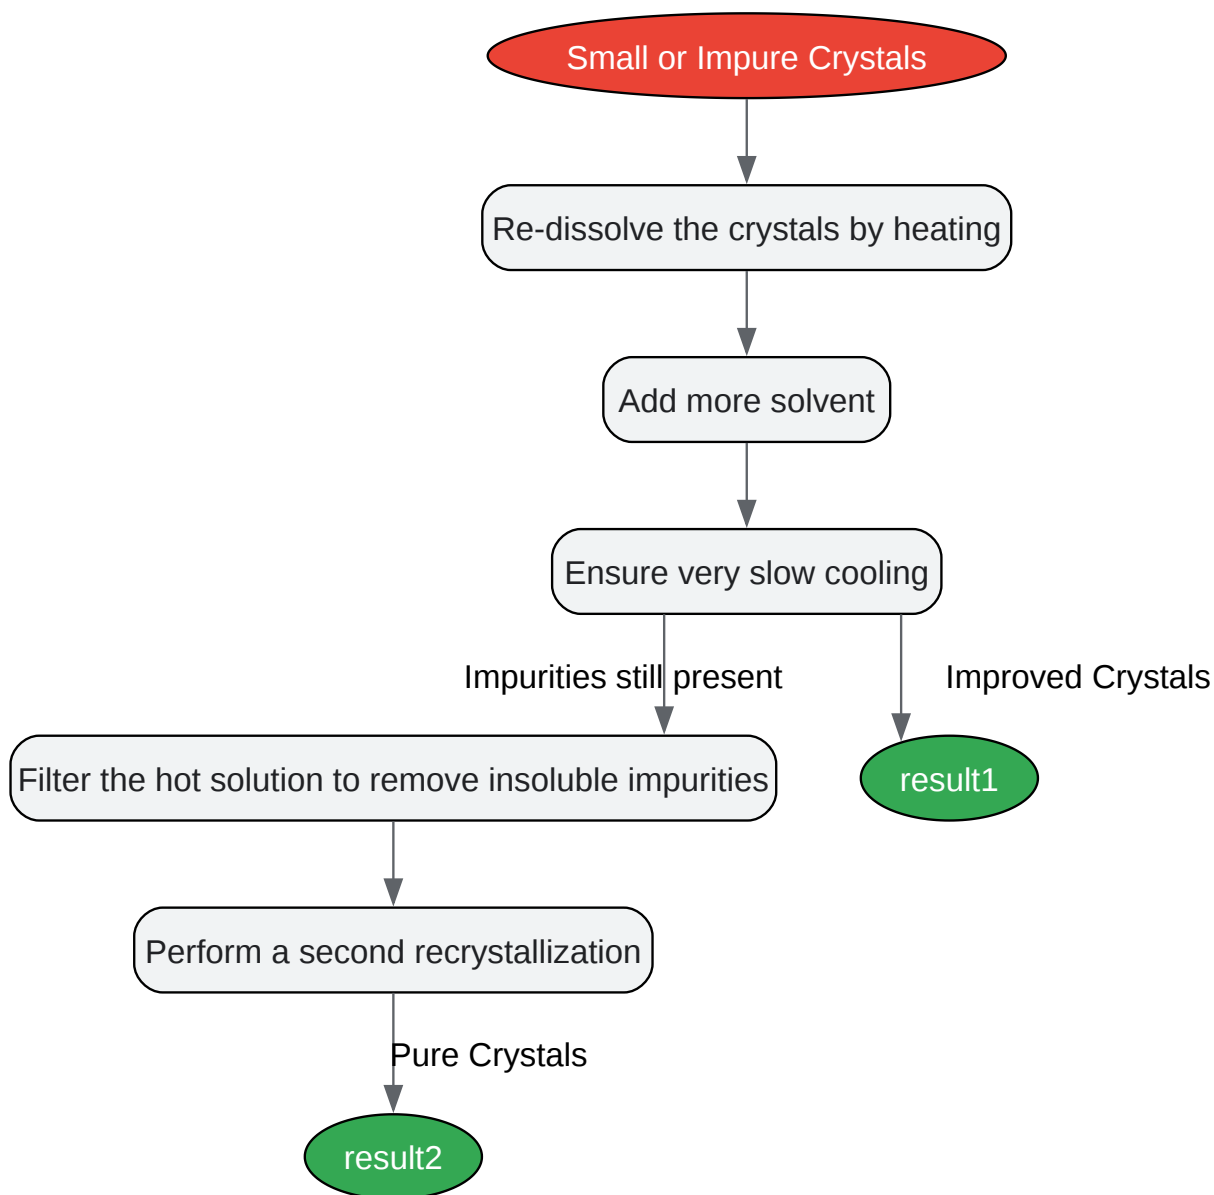 Small or Impure Crystals
Re-dissolve the crystals by heating
Add more solvent
Ensure very slow cooling
Impurities still present
Improved Crystals
Filter the hot solution to remove insoluble impurities
result1
Perform a second recrystallization
Pure Crystals
result2